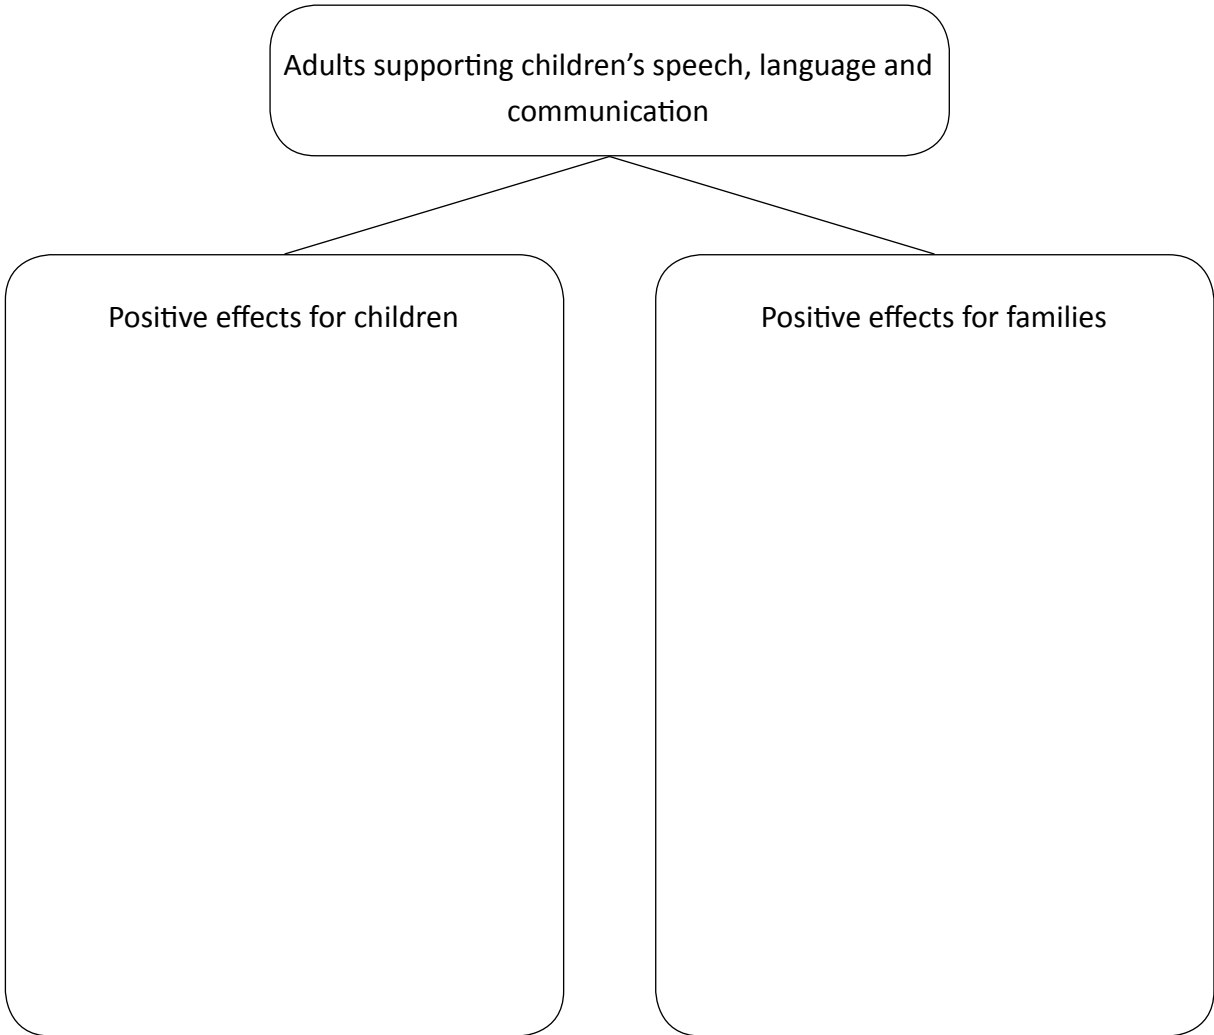 Adults supporting children’s speech, language and
communication
Positive effects for children
Positive effects for families